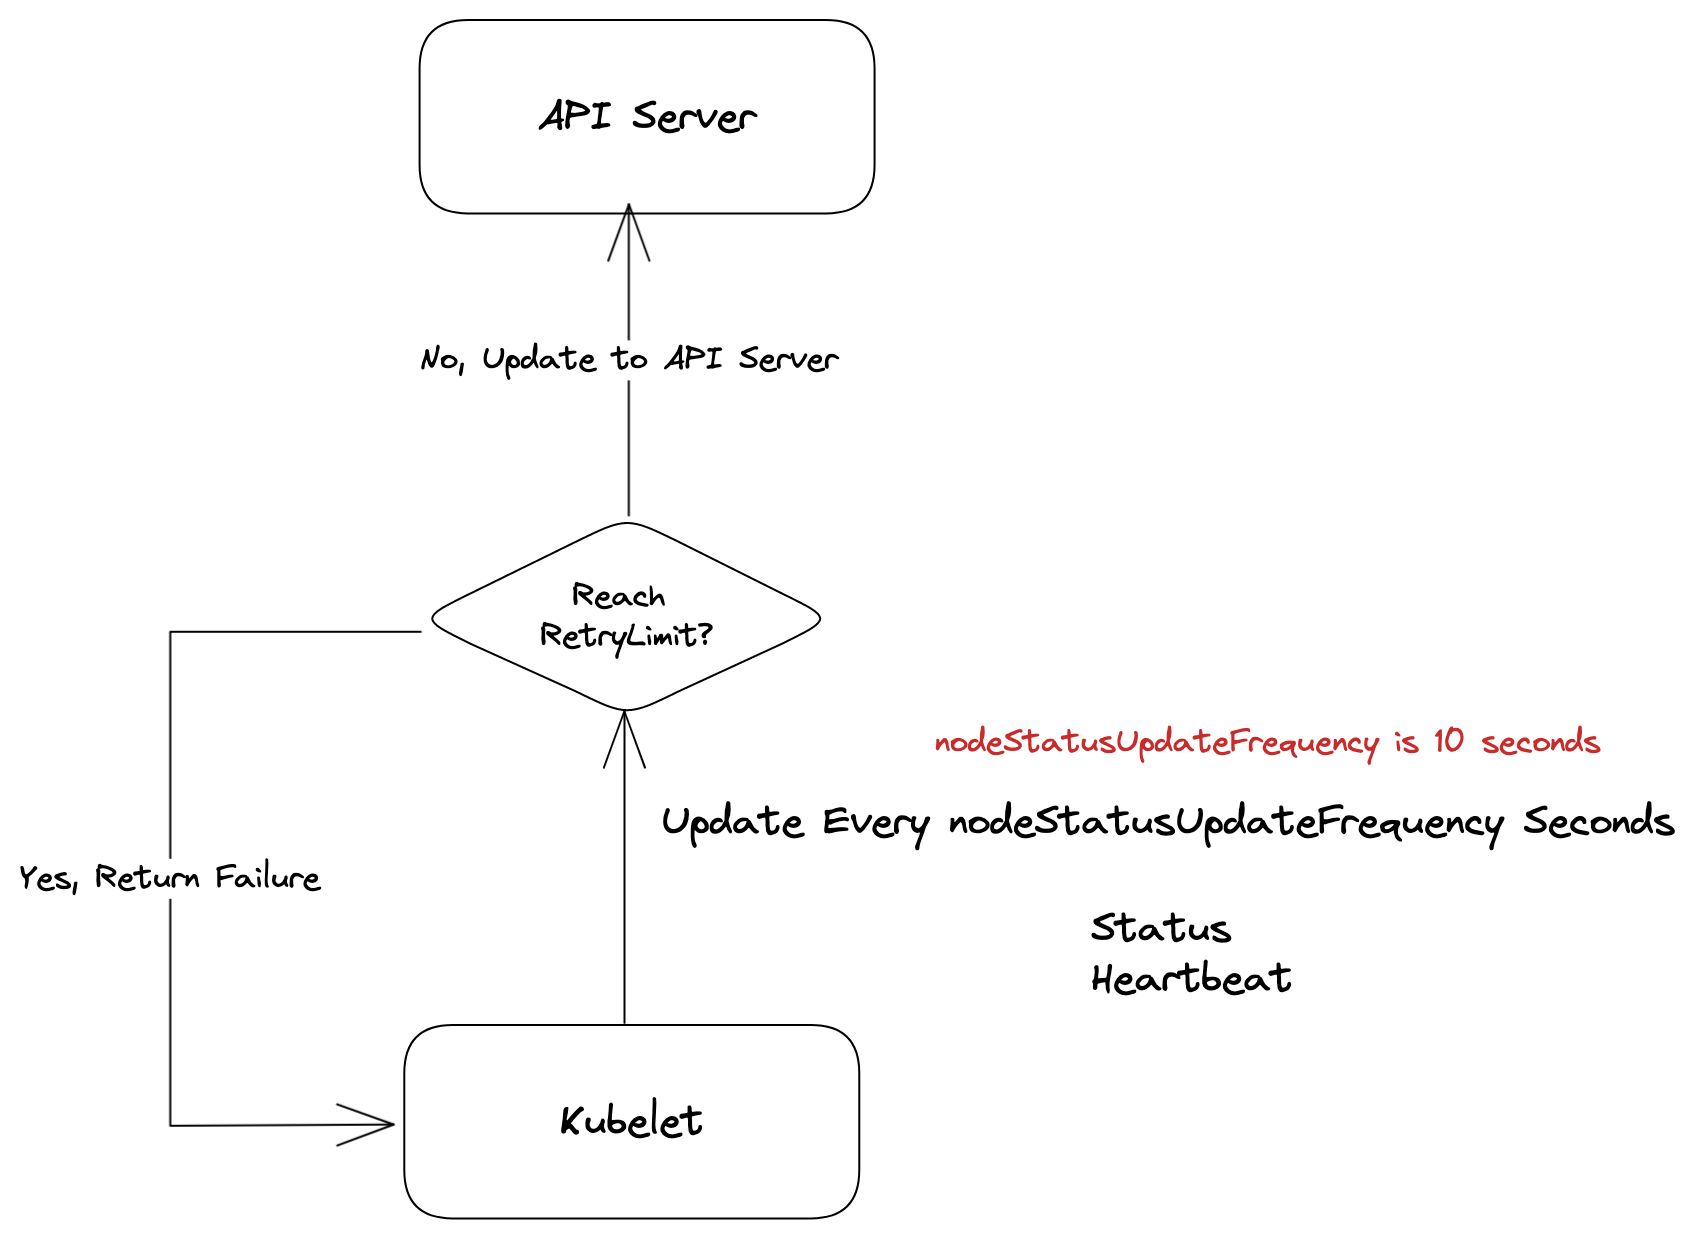 API Server
No, Update to API Server
Reach
RetryLimit?
nodeStatusUpdateFrequency is 10 seconds
Update Every nodeStatusUpdateFrequency Seconds
Yes, Return Failure
Status
Heartbeat
Kubelet